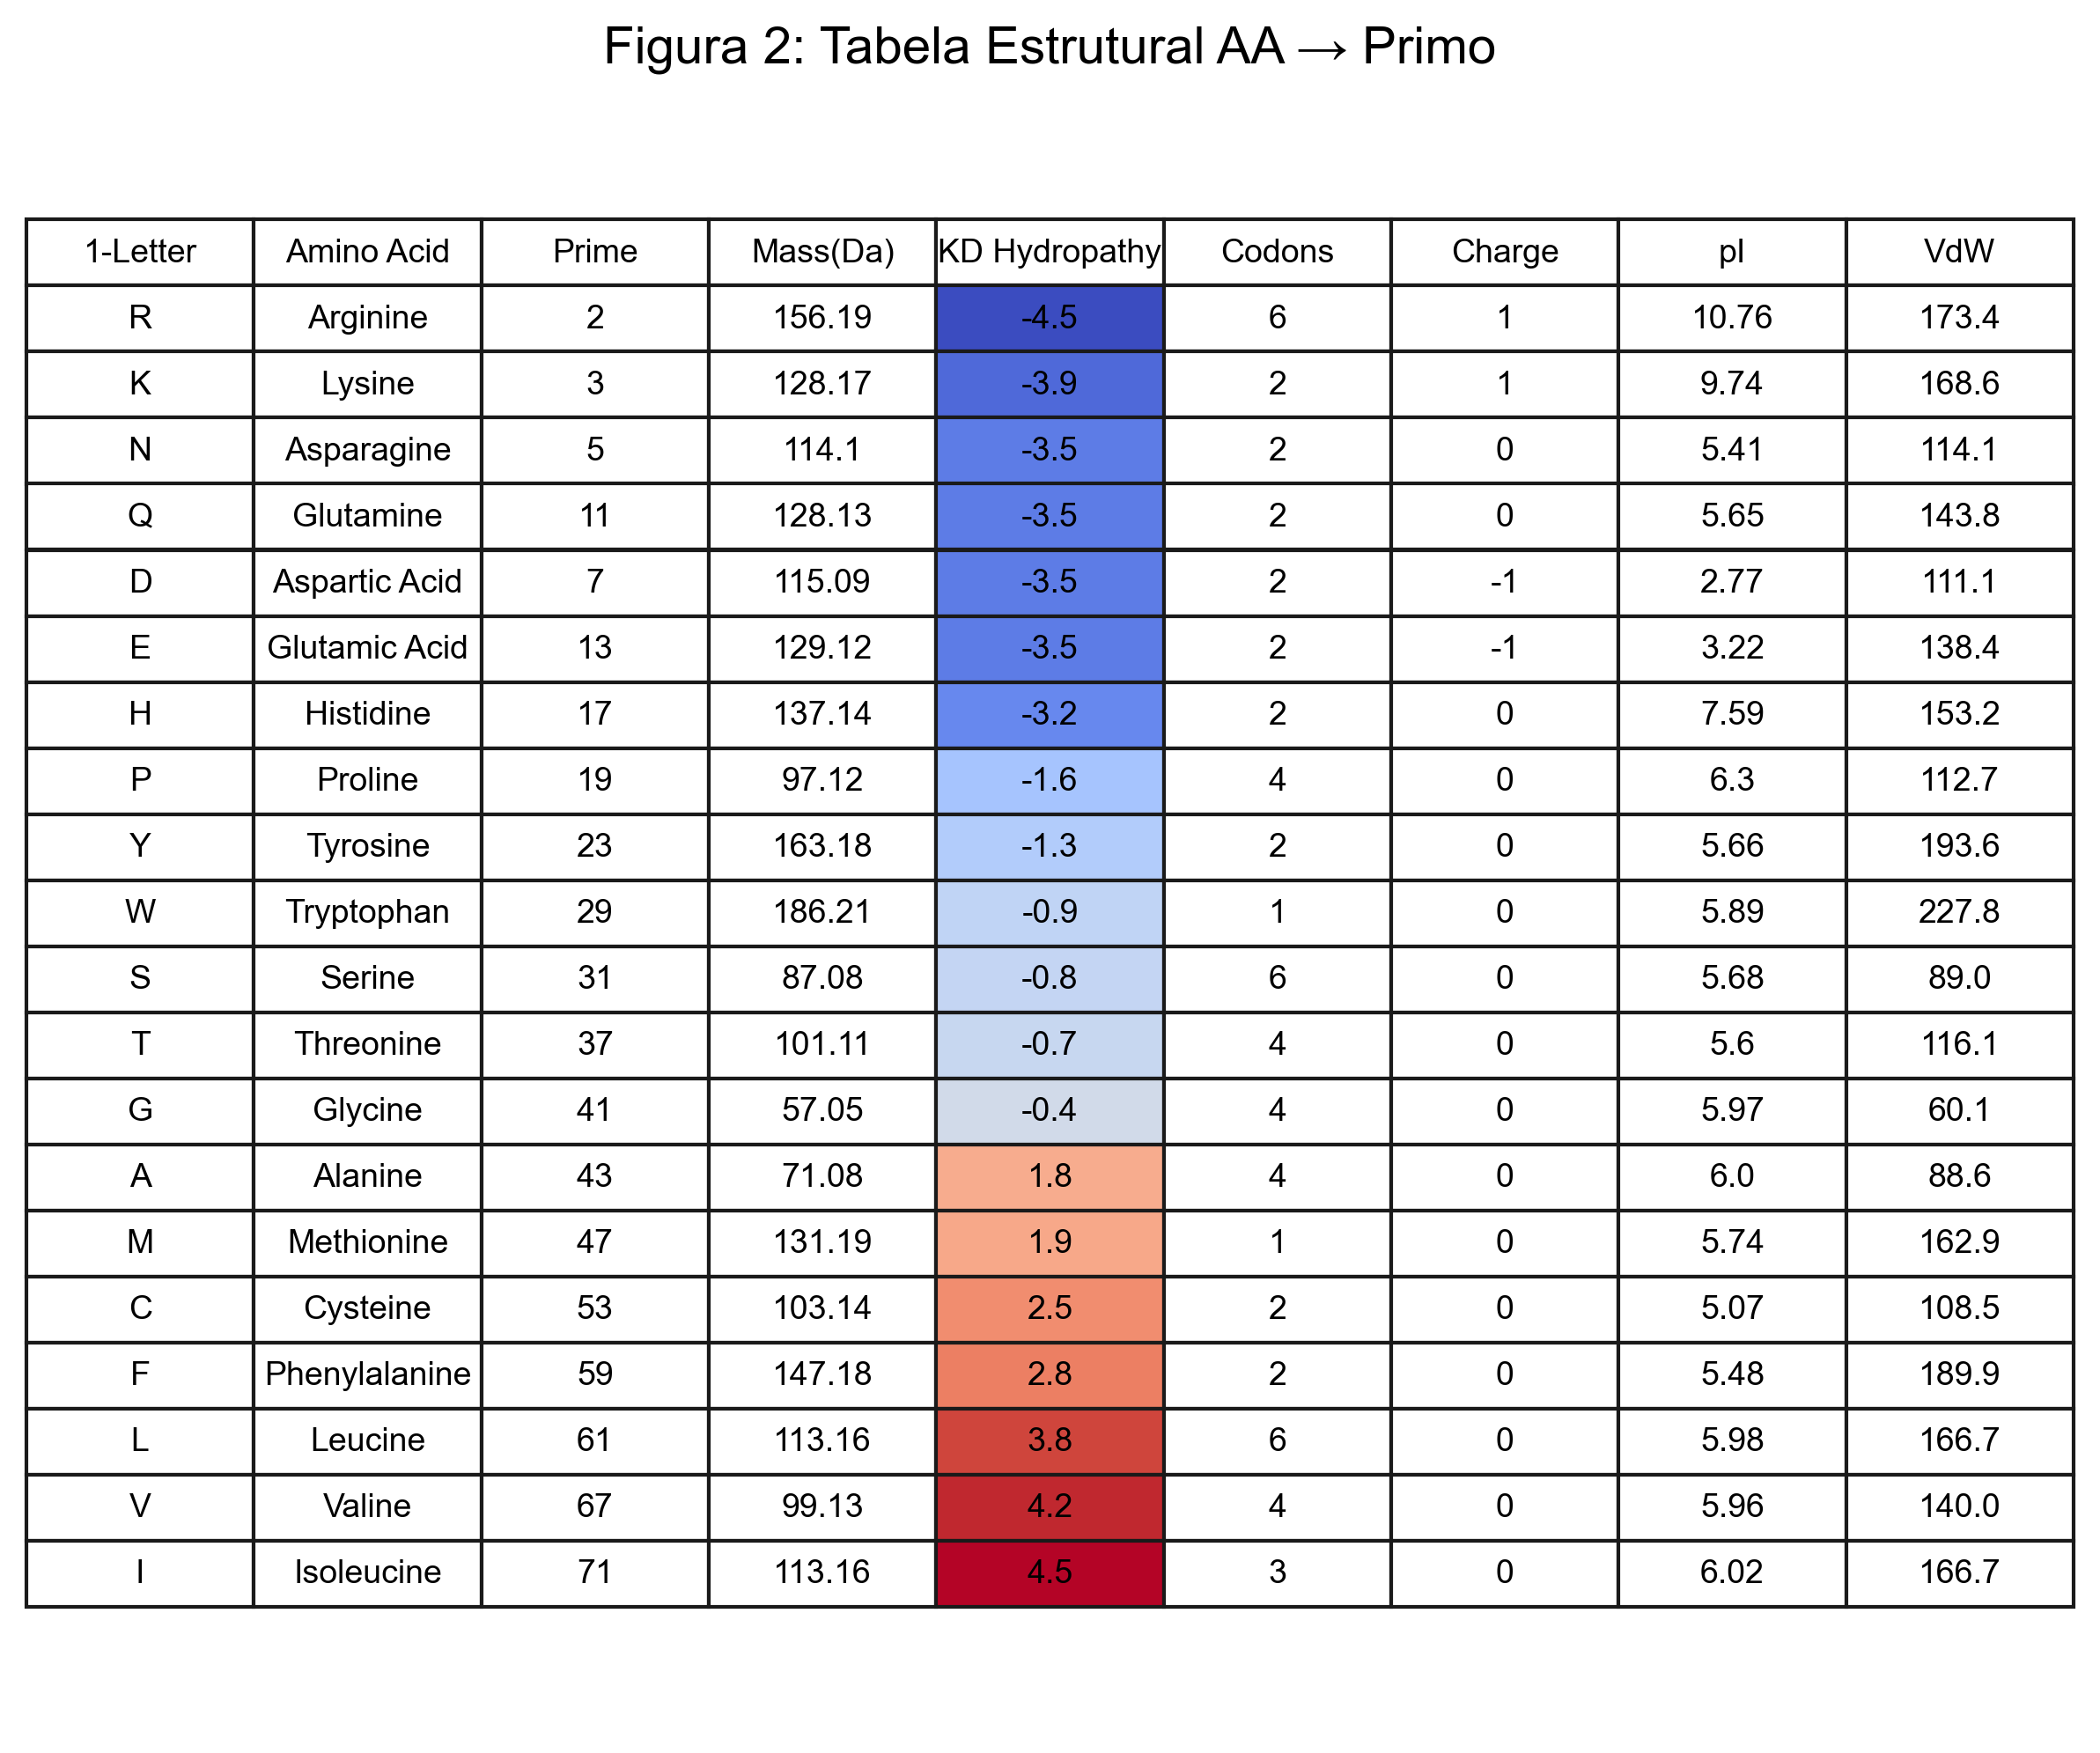 Figura 2: Tabela Estrutural AA → Primo
1-Letter Amino Acid Prime Mass(Da) KD Hydropathy Codons Charge pI VdW
R Arginine 2 156.19 -4.5 6 1 10.76 173.4
K Lysine 3 128.17 -3.9 2 1 9.74 168.6
N Asparagine 5 114.1 -3.5 2 0 5.41 114.1
Q Glutamine 11 128.13 -3.5 2 0 5.65 143.8
D Aspartic Acid 7 115.09 -3.5 2 -1 2.77 111.1
E Glutamic Acid 13 129.12 -3.5 2 -1 3.22 138.4
H Histidine 17 137.14 -3.2 2 0 7.59 153.2
P Proline 19 97.12 -1.6 4 0 6.3 112.7
Y Tyrosine 23 163.18 -1.3 2 0 5.66 193.6
W Tryptophan 29 186.21 -0.9 1 0 5.89 227.8
S Serine 31 87.08 -0.8 6 0 5.68 89.0
T Threonine 37 101.11 -0.7 4 0 5.6 116.1
G Glycine 41 57.05 -0.4 4 0 5.97 60.1
A Alanine 43 71.08 1.8 4 0 6.0 88.6
M Methionine 47 131.19 1.9 1 0 5.74 162.9
C Cysteine 53 103.14 2.5 2 0 5.07 108.5
F Phenylalanine 59 147.18 2.8 2 0 5.48 189.9
L Leucine 61 113.16 3.8 6 0 5.98 166.7
V Valine 67 99.13 4.2 4 0 5.96 140.0
I Isoleucine 71 113.16 4.5 3 0 6.02 166.7